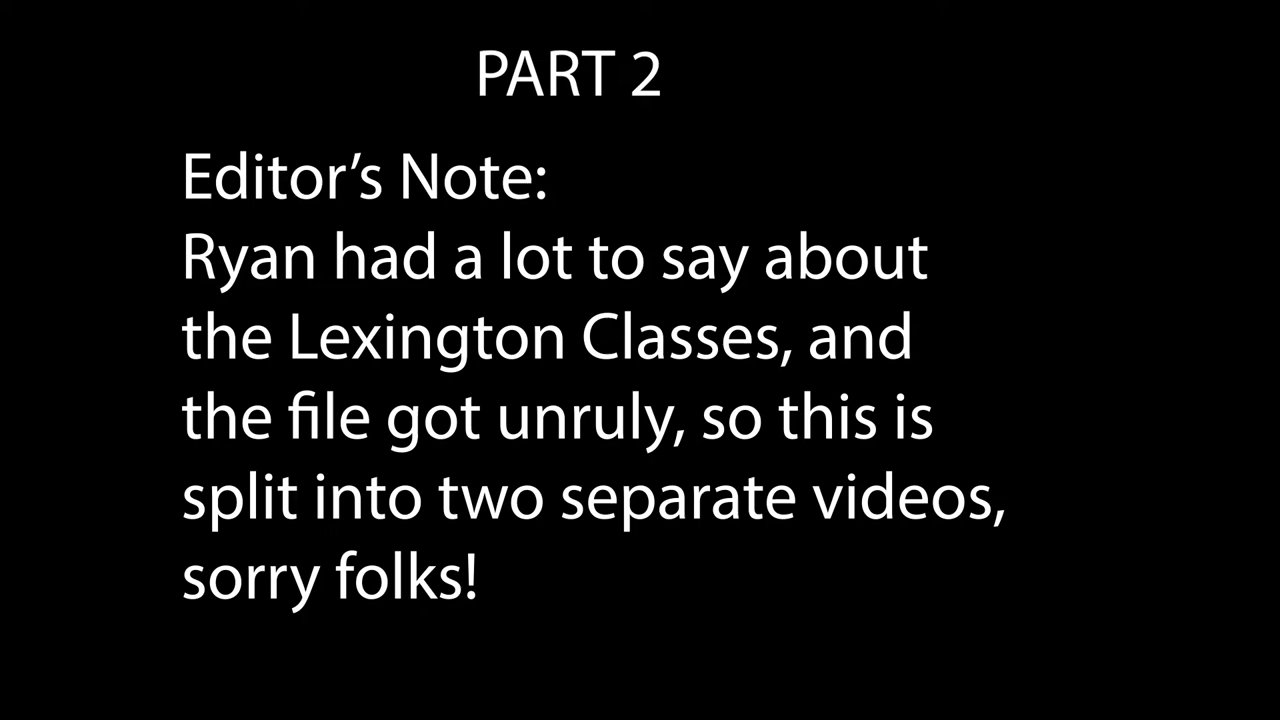 PART 2
Editor’s Note:
Ryan had a lot to say about
the Lexington Classes, and
the file got unruly, so this is
split into two separate videos,
sorry folks!